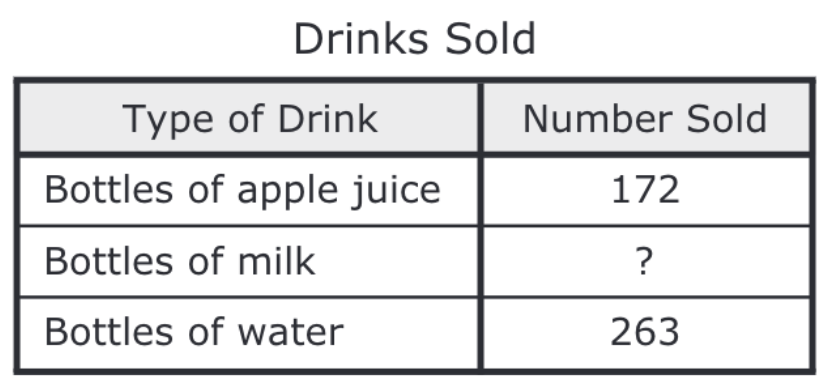 Drinks Sold
Type of Drink Number Sold
Bottles of apple juice 172
Bottles of milk ?
Bottles of water 263